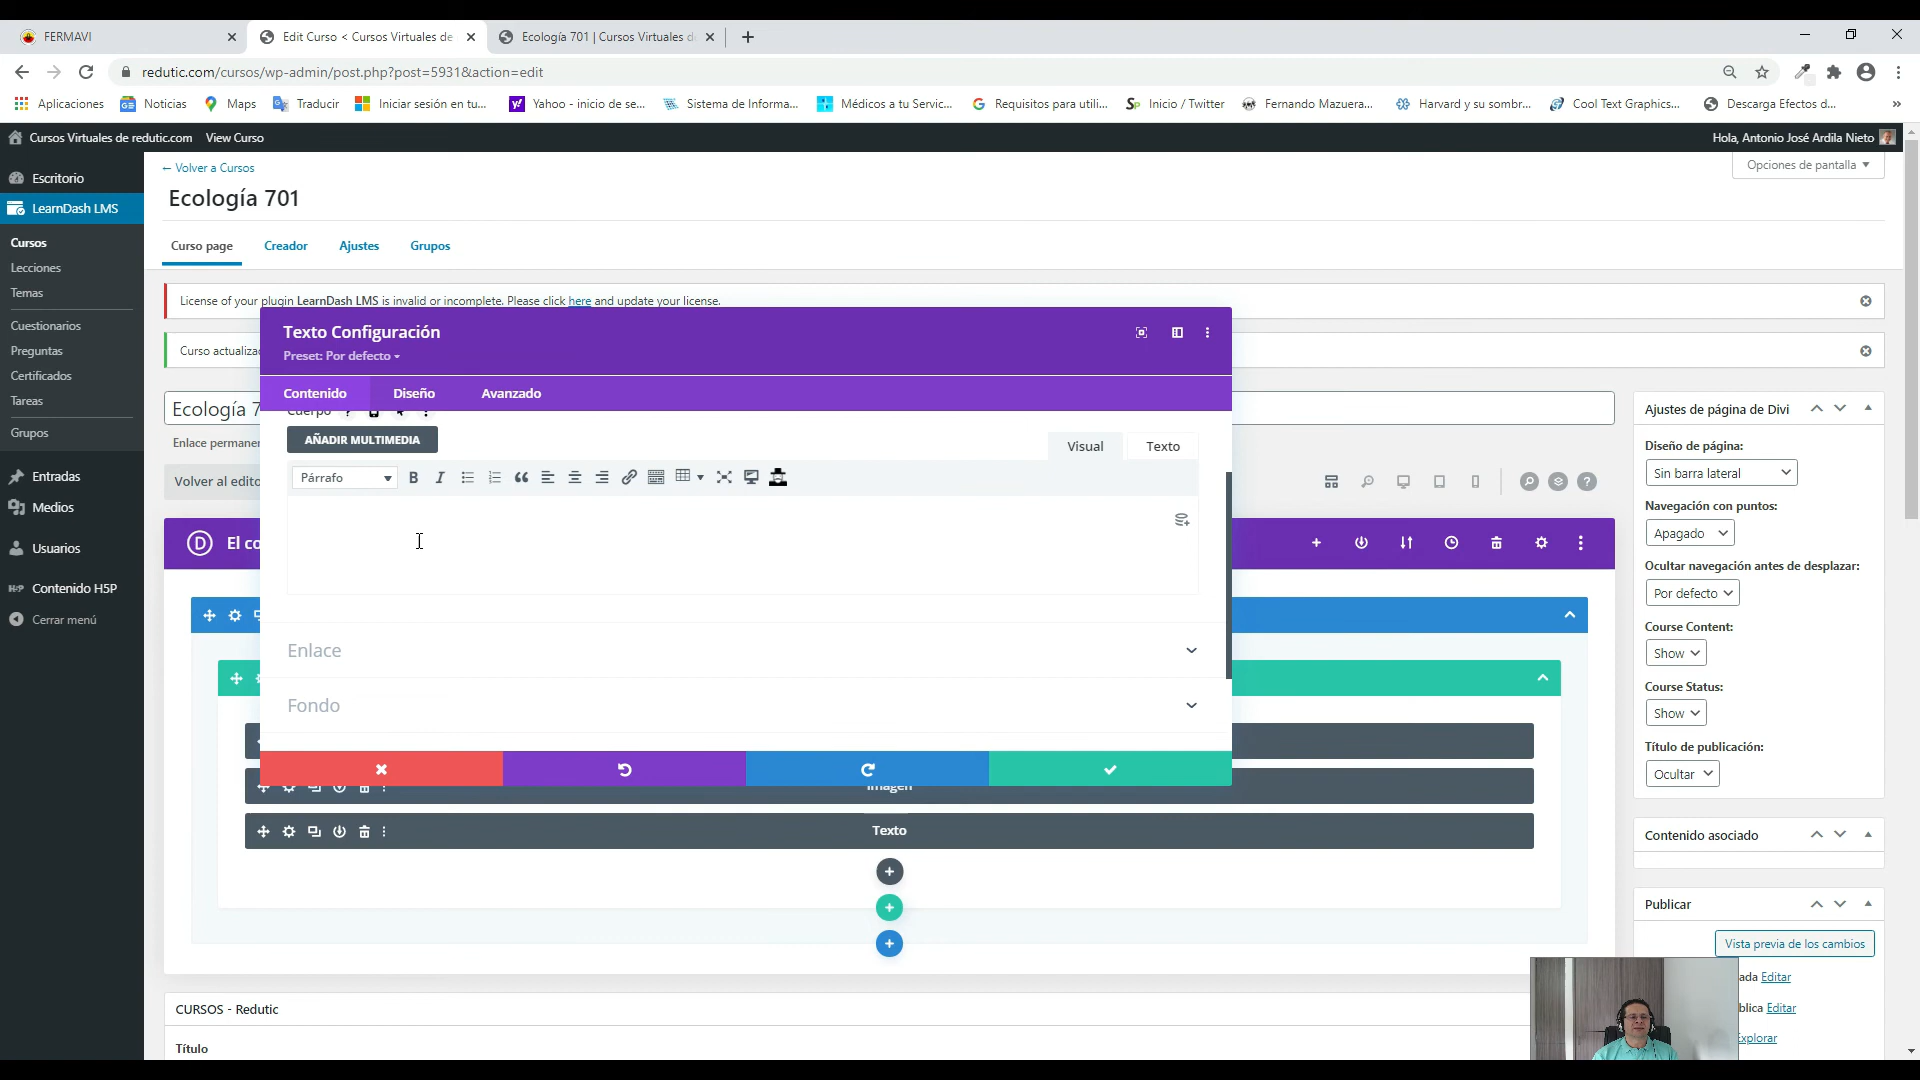 FERMAVI
Edit Curso < Cursos Virtuales de
Ecología 701 | Cursos Virtuales de
redutic.com/cursos/wp-admin/post.php?post=5931&action=edit
Aplicaciones
Noticias
Maps
Traducir
Iniciar sesión en tu...
Yahoo - inicio de se...
Sistema de Informa...
Médicos a tu Servic...
Requisitos para utili...
Inicio / Twitter
Fernando Mazuera...
Harvard y su sombr...
Cool Text Graphics...
Descarga Efectos d...
Cursos Virtuales de redutic.com
View Curso
Hola, Antonio José Ardila Nieto
Escritorio
LearnDash LMS
Cursos
Lecciones
Temas
Cuestionarios
Preguntas
Certificados
Tareas
Grupos
Entradas
Medios
Usuarios
H-P Contenido H5P
Cerrar menú
← Volver a Cursos
Opciones de pantalla
Ecología 701
Curso page
Creador
Ajustes
Grupos
License of your plugin LearnDash LMS is invalid or incomplete. Please click here and update your license.
Curso actualiza
Ecología 7
Enlace permaner
Volver al edito
El co
Texto Configuración
Preset: Por defecto
Contenido
Diseño
Avanzado
Cuerpo
AÑADIR MULTIMEDIA
Visual
Texto
Párrafo
Enlace
Fondo
Imagen
Texto
CURSOS - Redutic
Título
Ajustes de página de Divi
Diseño de página:
Sin barra lateral
Navegación con puntos:
Apagado
Ocultar navegación antes de desplazar:
Por defecto
Course Content:
Show
Course Status:
Show
Título de publicación:
Ocultar
Contenido asociado
Publicar
Vista previa de los cambios
ada Editar
blica Editar
Explorar